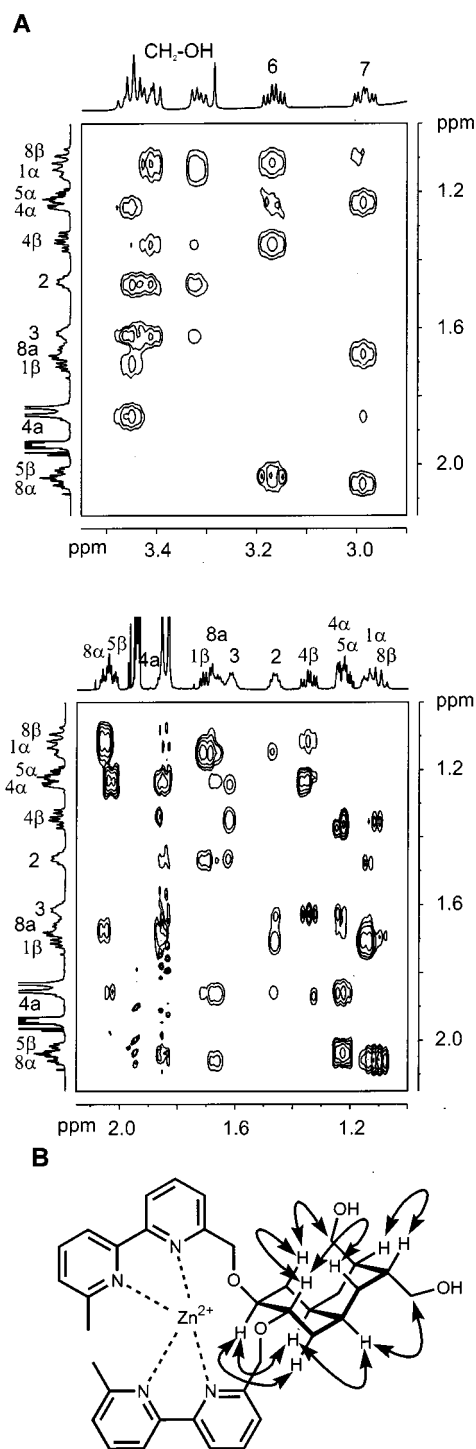 A
CH2-OH 6 7
ppm
8β
1α
5α
4α
4β
2
3
8a
1β
4a
5β
8α
1.2
1.6
2.0
ppm 3.4 3.2 3.0
8α 5β 4a 1β 8a 3 2 4β 4α 5α 1α 8β
ppm
8β
1α
5α
4α
4β
2
3
8a
1β
4a
5β
8α
1.2
1.6
2.0
ppm 2.0 1.6 1.2
B
OH
H H H
N
O H
OH
N
Zn2+
H O H H
H
N N